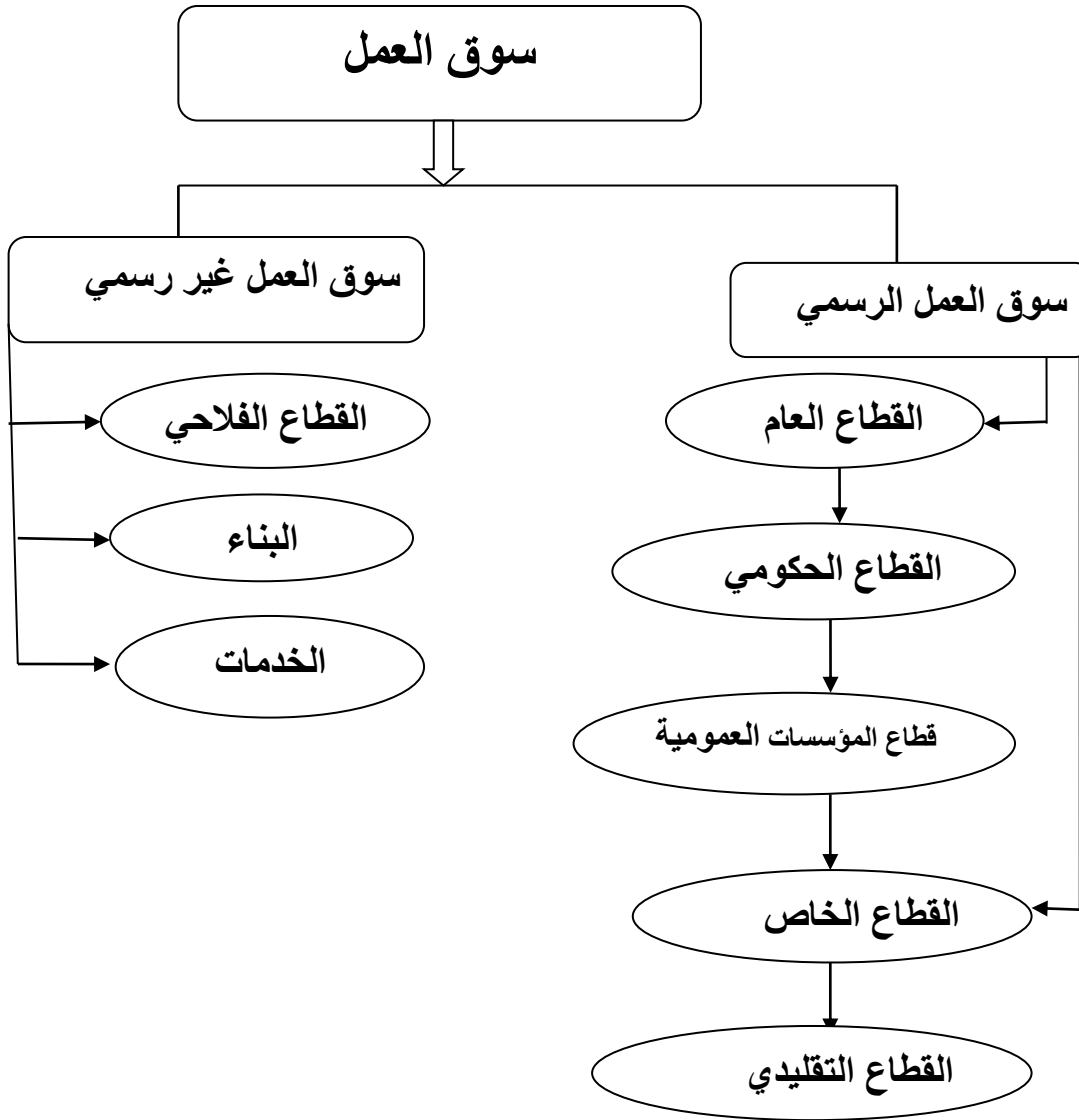 سوق العمل
سوق العمل الرسمي
القطاع العام
القطاع الحكومي
قطاع المؤسسات العمومية
القطاع الخاص
القطاع التقليدي
سوق العمل غير رسمي
القطاع الفلاحي
البناء
الخدمات